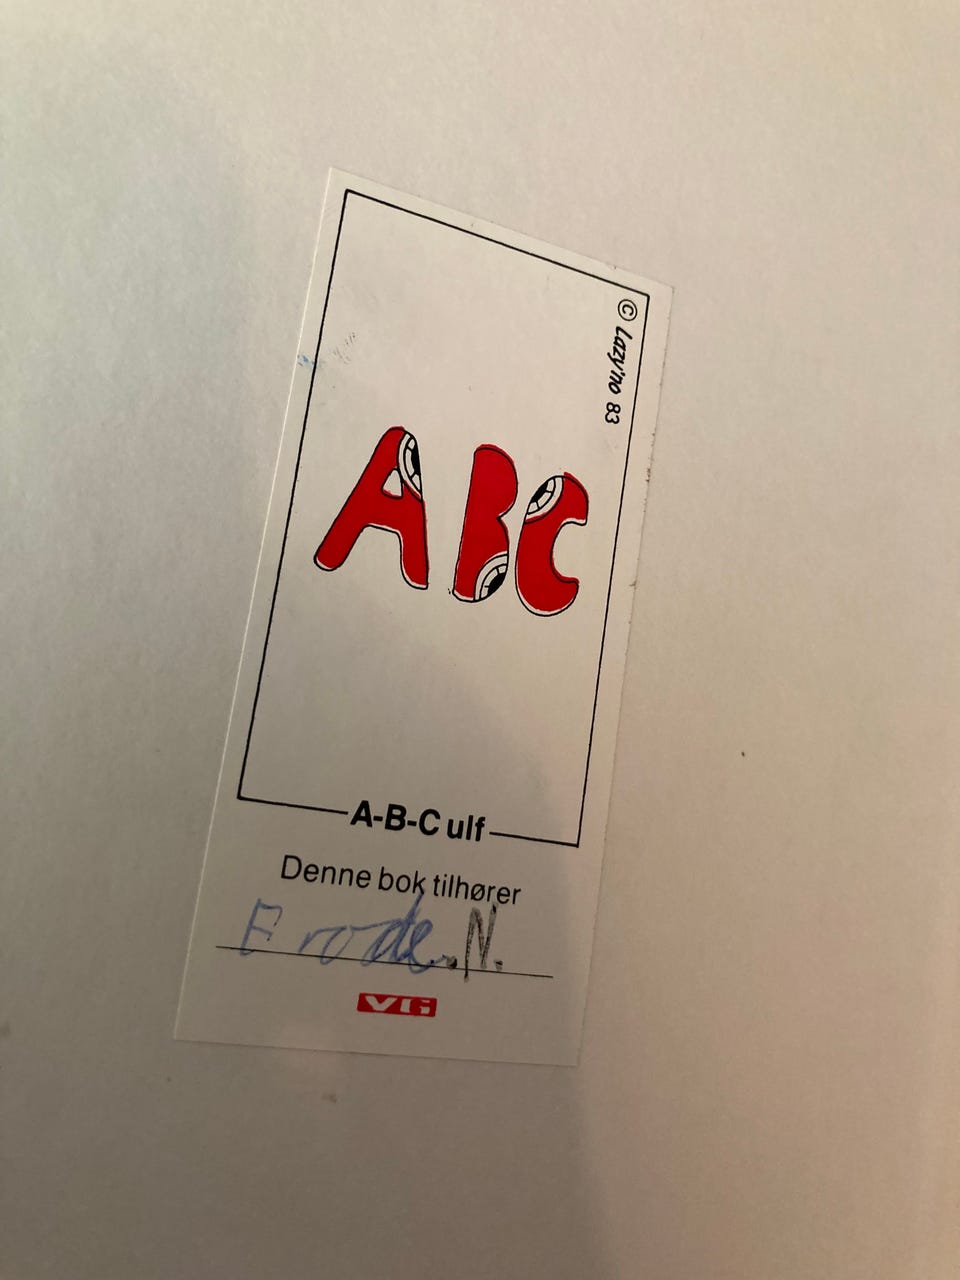 © Lazy'no 83
ABC
A-B-C ulf
Denne bok tilhører
Frode.N.
VG